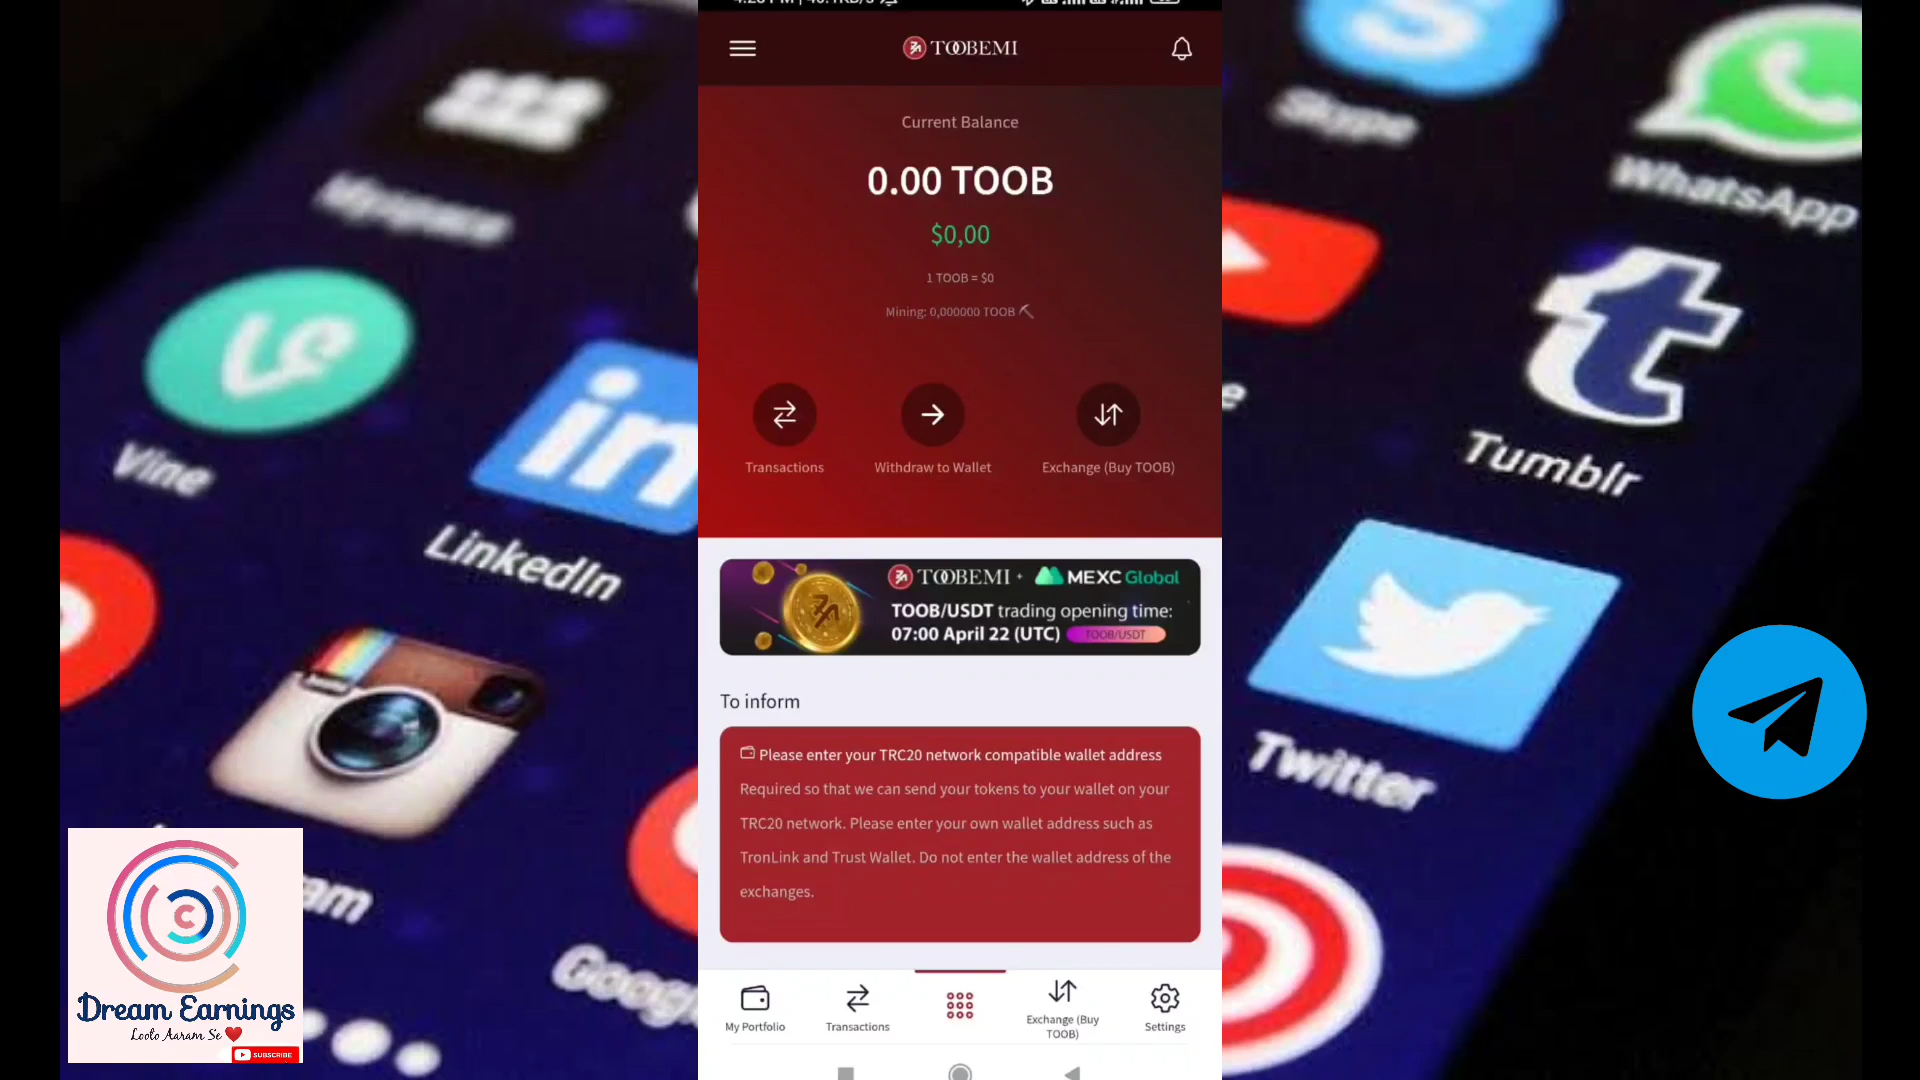 TOOBEMI
Current Balance
0.00 TOOB
$0,00
1 TOOB = $0
Mining: 0,000000 TOOB
Transactions
Withdraw to Wallet
Exchange (Buy TOOB)
TOOBEMI + MEXC Global
TOOB/USDT trading opening time:
07:00 April 22 (UTC) TOOB/USDT
To inform
Please enter your TRC20 network compatible wallet address
Required so that we can send your tokens to your wallet on your
TRC20 network. Please enter your own wallet address such as
TronLink and Trust Wallet. Do not enter the wallet address of the
exchanges.
My Portfolio
Transactions
Exchange (Buy
TOOB)
Settings
Myspace
Vine
in
LinkedIn
am
Skype
WhatsApp
t
Tumblr
Twitter
Dream Earnings
Looto Aaram Se
SUBSCRIBE